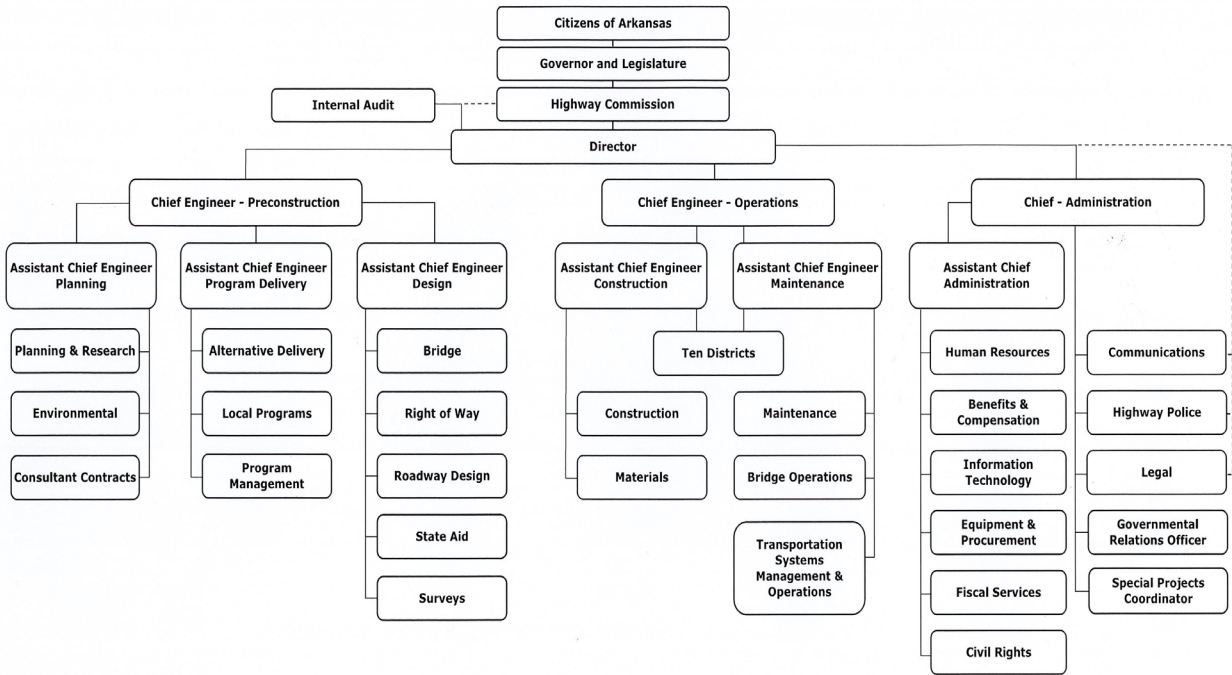 Citizens of Arkansas
Governor and Legislature
Internal Audit
Highway Commission
Director
Chief Engineer - Preconstruction
Chief Engineer - Operations
Chief - Administration
Assistant Chief Engineer
Planning
Assistant Chief Engineer
Program Delivery
Assistant Chief Engineer
Design
Assistant Chief Engineer
Construction
Assistant Chief Engineer
Maintenance
Assistant Chief
Administration
Planning & Research
Environmental
Consultant Contracts
Alternative Delivery
Local Programs
Program
Management
Bridge
Right of Way
Roadway Design
State Aid
Surveys
Ten Districts
Construction
Materials
Maintenance
Bridge Operations
Transportation
Systems
Management &
Operations
Human Resources
Benefits &
Compensation
Information
Technology
Equipment &
Procurement
Fiscal Services
Civil Rights
Communications
Highway Police
Legal
Governmental
Relations Officer
Special Projects
Coordinator